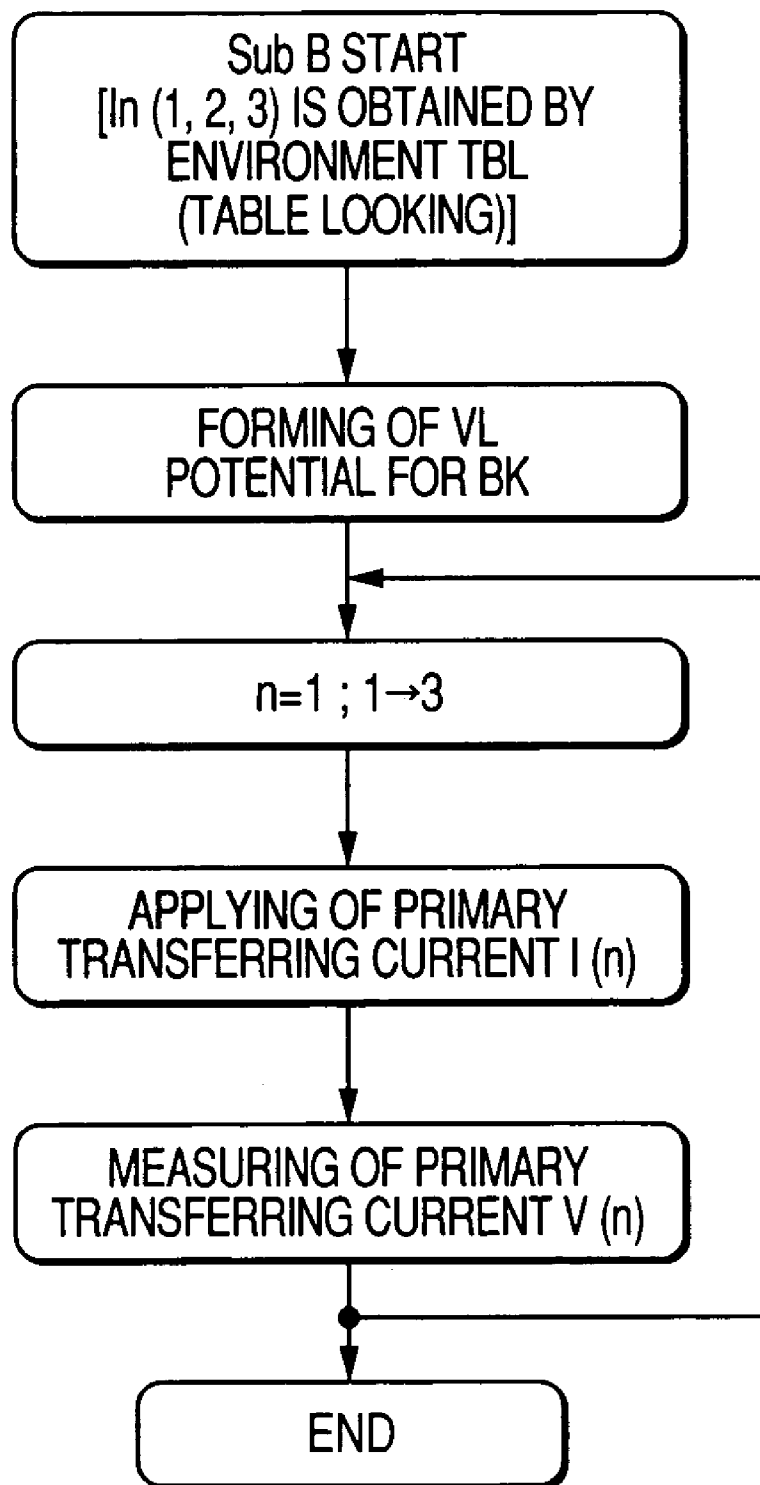 Sub B START
[In (1, 2, 3) IS OBTAINED BY
ENVIRONMENT TBL
(TABLE LOOKING)]
FORMING OF VL
POTENTIAL FOR BK
n=1 ; 1→3
APPLYING OF PRIMARY
TRANSFERRING CURRENT I (n)
MEASURING OF PRIMARY
TRANSFERRING CURRENT V (n)
END